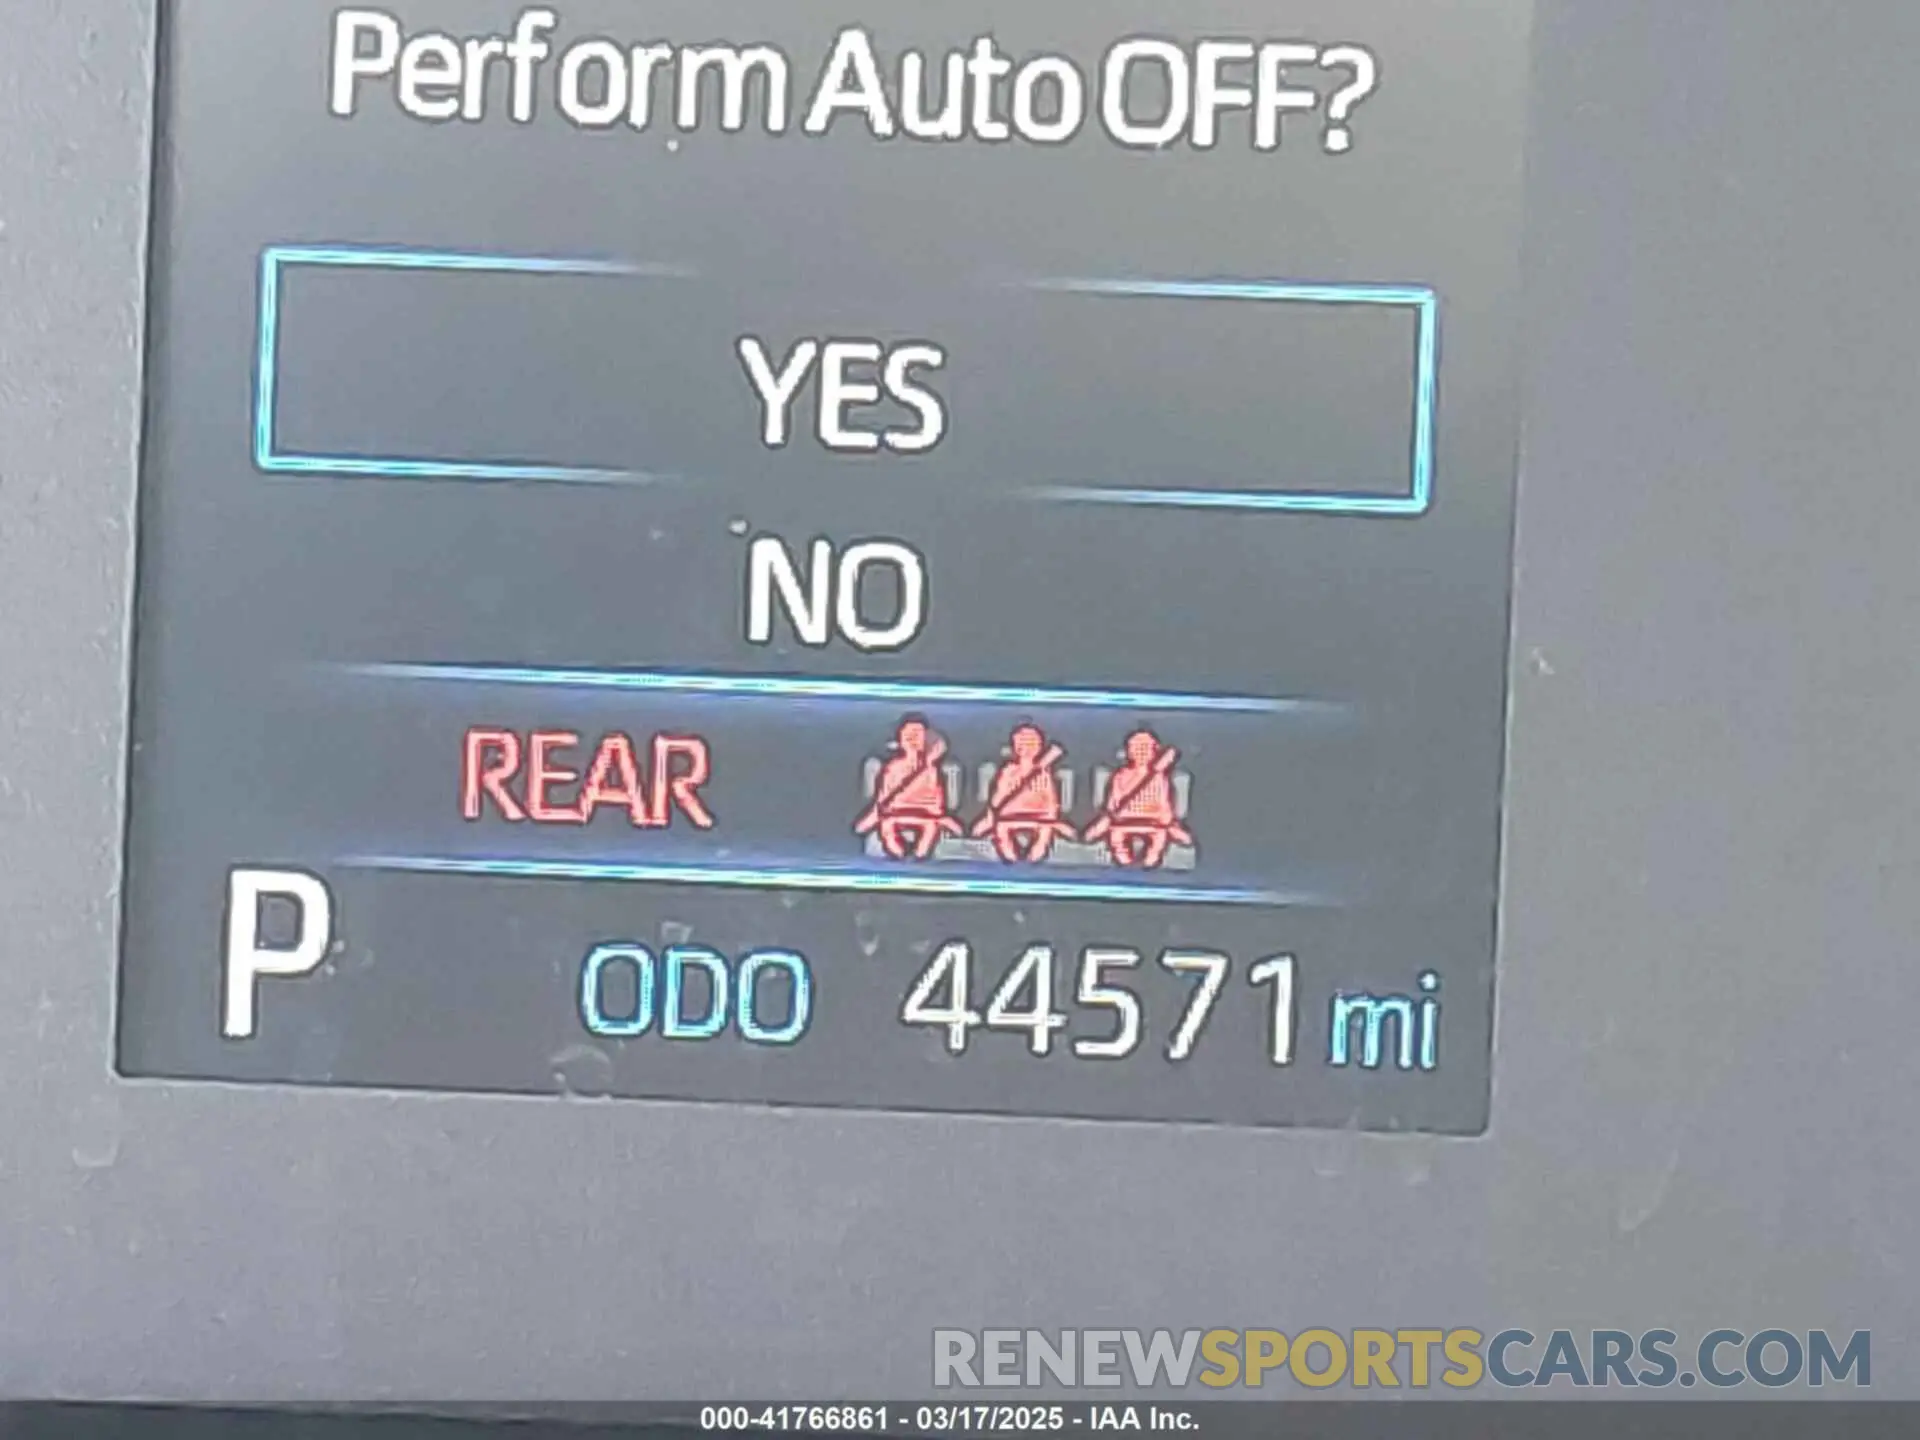 Perform Auto OFF?
YES
NO
REAR
P ODO 44571 mi
RENEWSPORTSCARS.COM
000-41766861 - 03/17/2025 - IAA Inc.